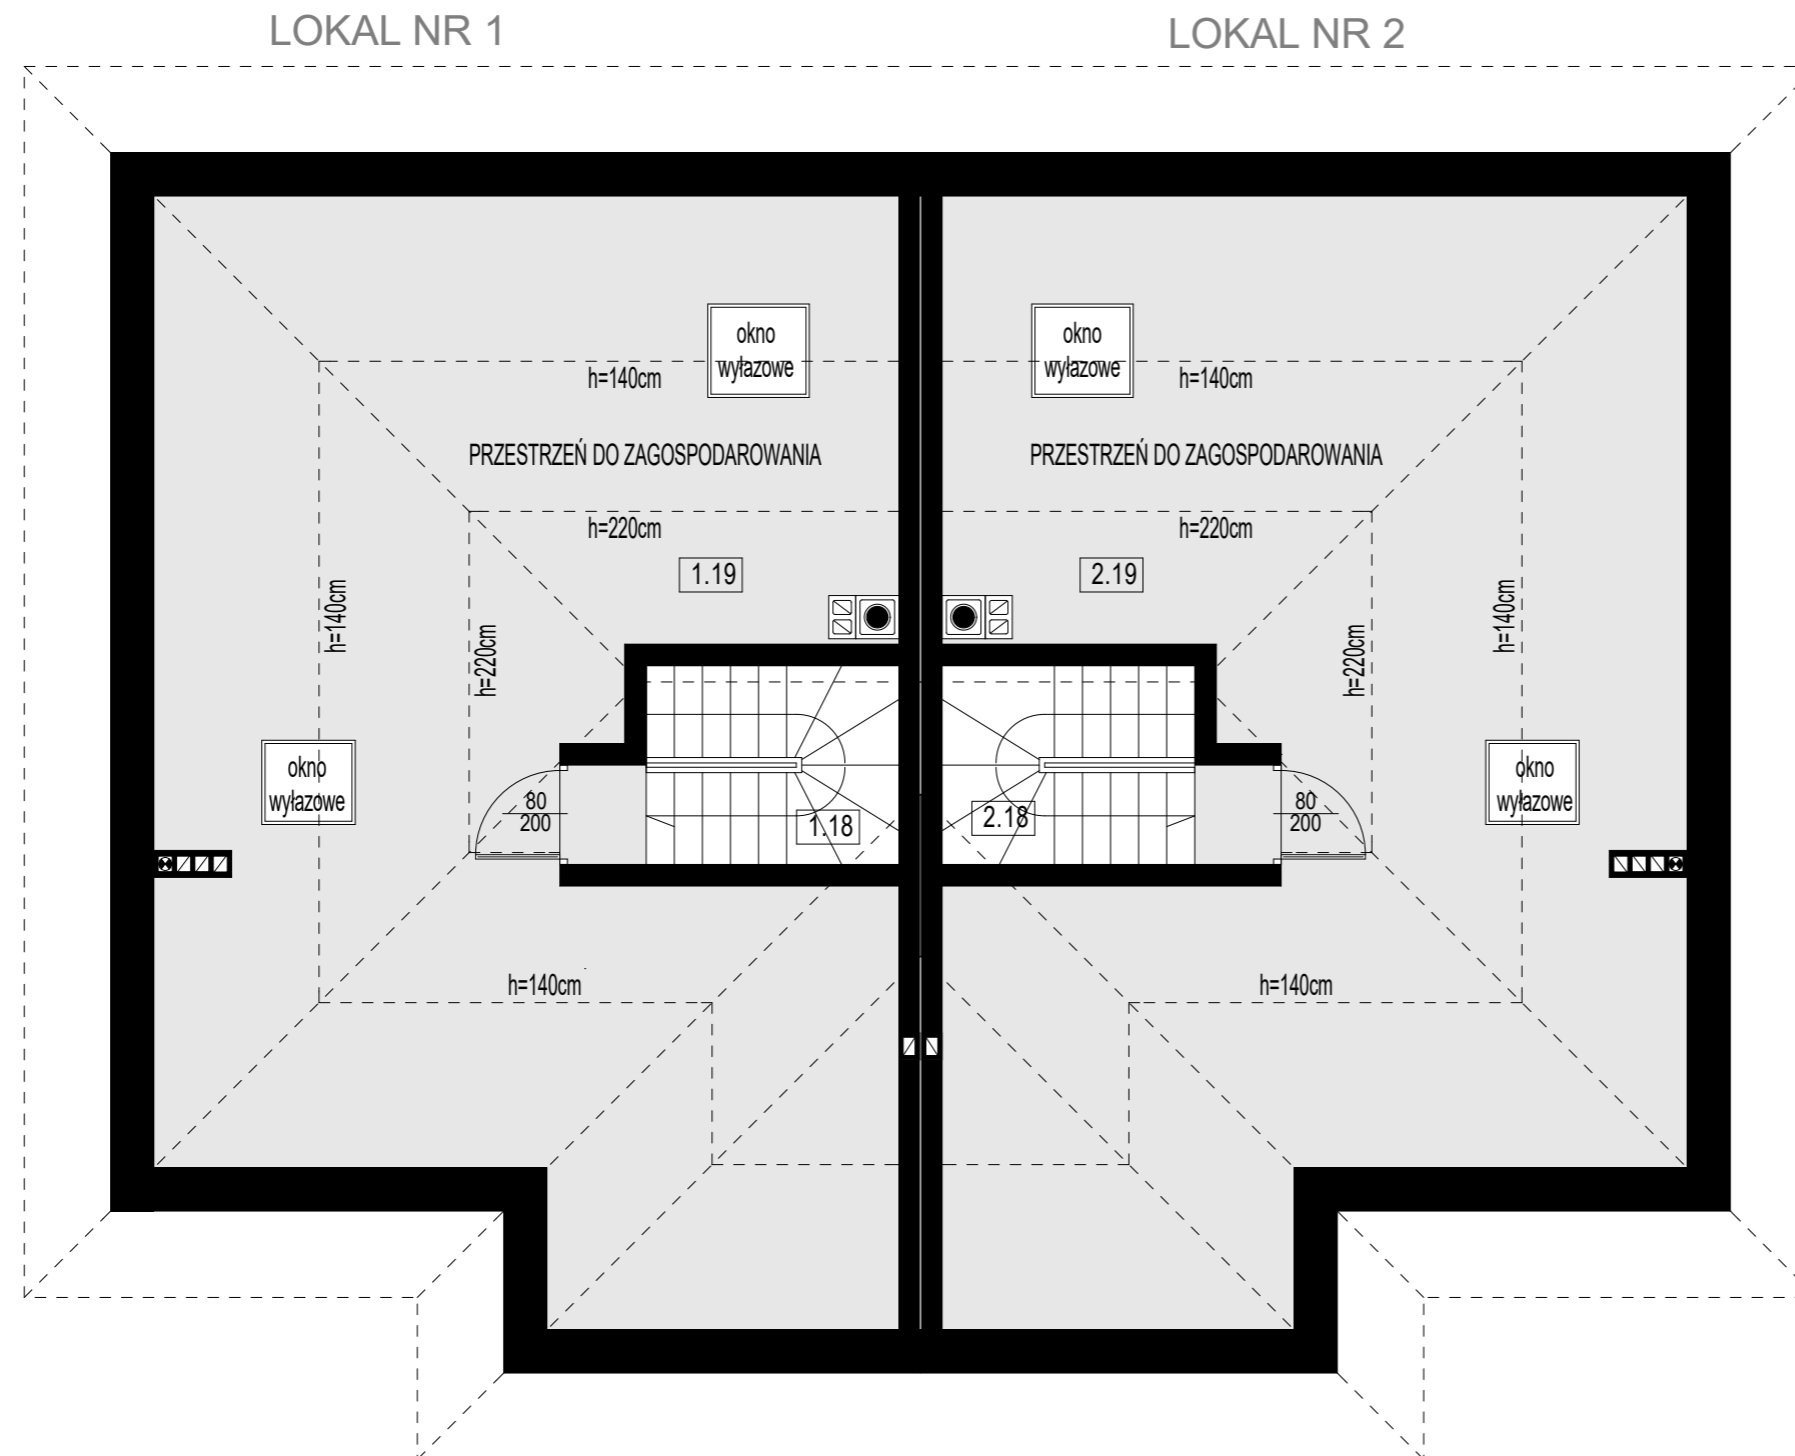 LOKAL NR 1
LOKAL NR 2
okno
wyłazowe
okno
wyłazowe
h=140cm
h=140cm
PRZESTRZEŃ DO ZAGOSPODAROWANIA
PRZESTRZEŃ DO ZAGOSPODAROWANIA
h=220cm
h=220cm
1.19
2.19
h=140cm
h=220cm
h=220cm
h=140cm
okno
wyłazowe
80
200
1.18
2.18
80
200
okno
wyłazowe
h=140cm
h=140cm